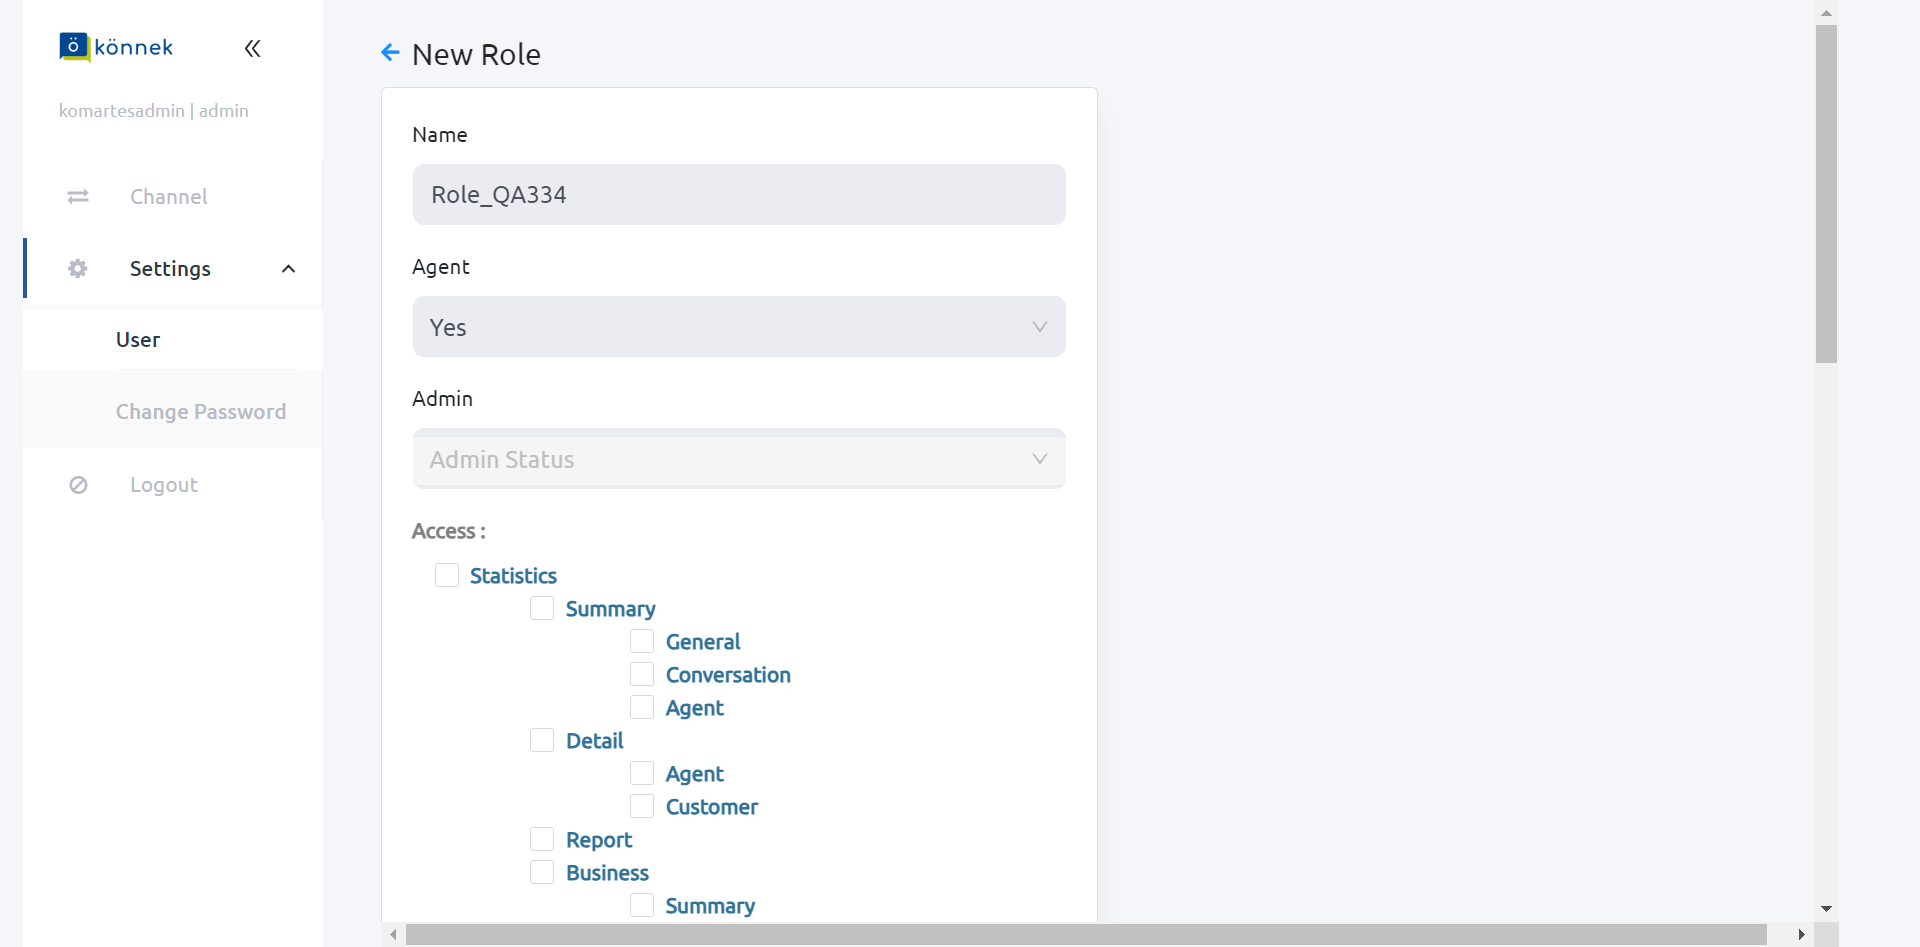 ö könnek
komartesadmin | admin
Channel
Settings
User
Change Password
Logout
New Role
Name
Role_QA334
Agent
Yes
Admin
Admin Status
Access :
Statistics
Summary
General
Conversation
Agent
Detail
Agent
Customer
Report
Business
Summary